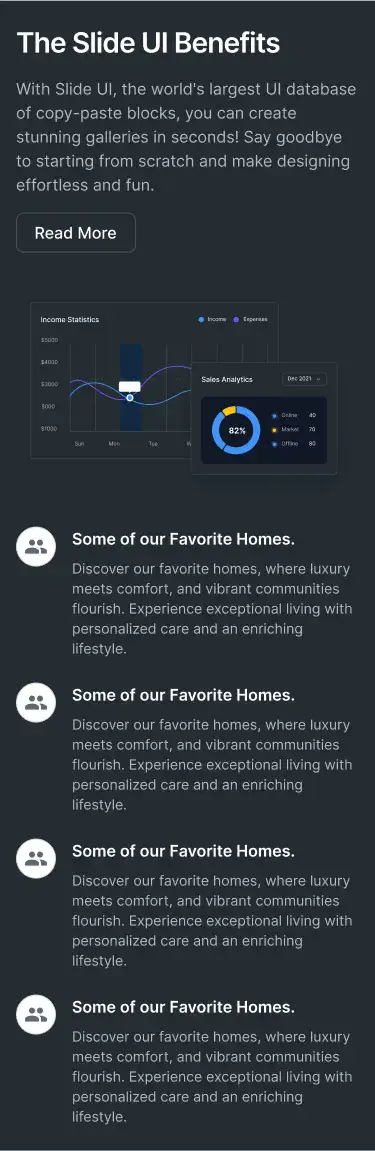 The Slide UI Benefits
With Slide UI, the world's largest UI database
of copy-paste blocks, you can create
stunning galleries in seconds! Say goodbye
to starting from scratch and make designing
effortless and fun.
Read More
Income Statistics
Income
Expenses
$5000
$4000
$3000
$000
$1000
Sun
Mon
Tue
Sales Analytics
Dec 2021
82%
Online 40
Market 70
Offline 80
Some of our Favorite Homes.
Discover our favorite homes, where luxury
meets comfort, and vibrant communities
flourish. Experience exceptional living with
personalized care and an enriching
lifestyle.
Some of our Favorite Homes.
Discover our favorite homes, where luxury
meets comfort, and vibrant communities
flourish. Experience exceptional living with
personalized care and an enriching
lifestyle.
Some of our Favorite Homes.
Discover our favorite homes, where luxury
meets comfort, and vibrant communities
flourish. Experience exceptional living with
personalized care and an enriching
lifestyle.
Some of our Favorite Homes.
Discover our favorite homes, where luxury
meets comfort, and vibrant communities
flourish. Experience exceptional living with
personalized care and an enriching
lifestyle.